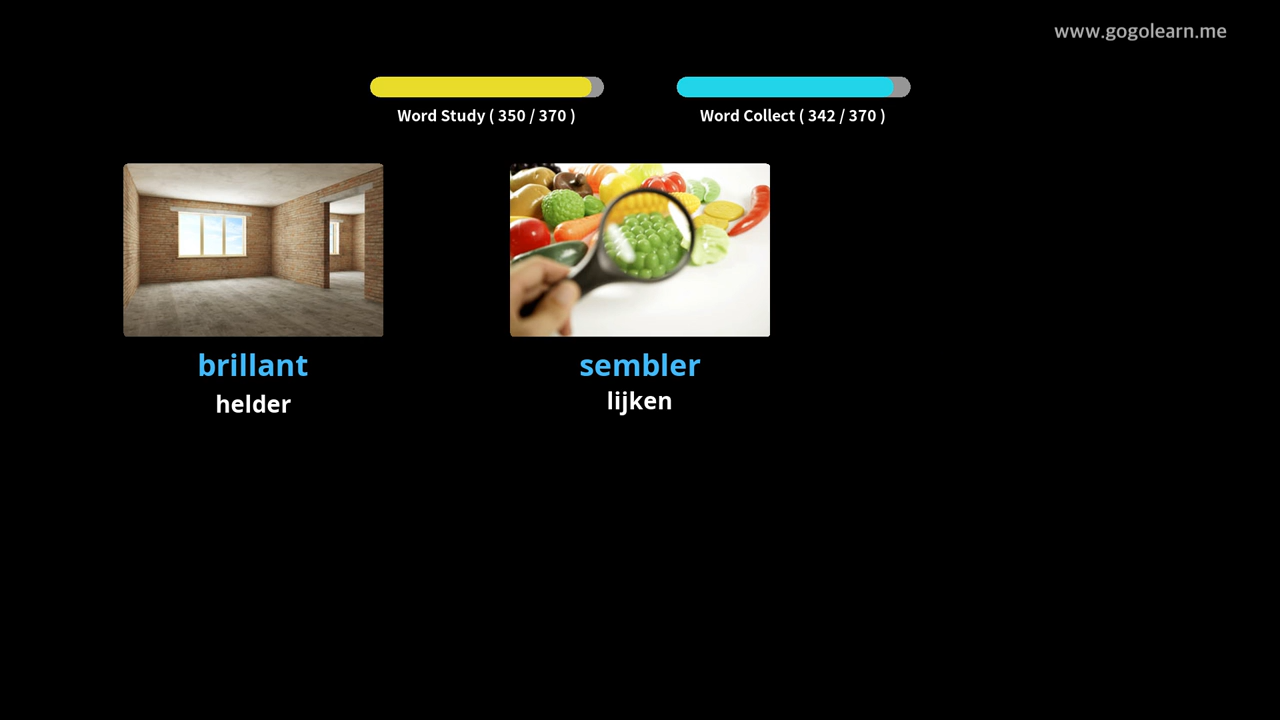 www.gogolearn.me
Word Study ( 350 / 370 )
Word Collect ( 342 / 370 )
brillant
helder
sembler
lijken